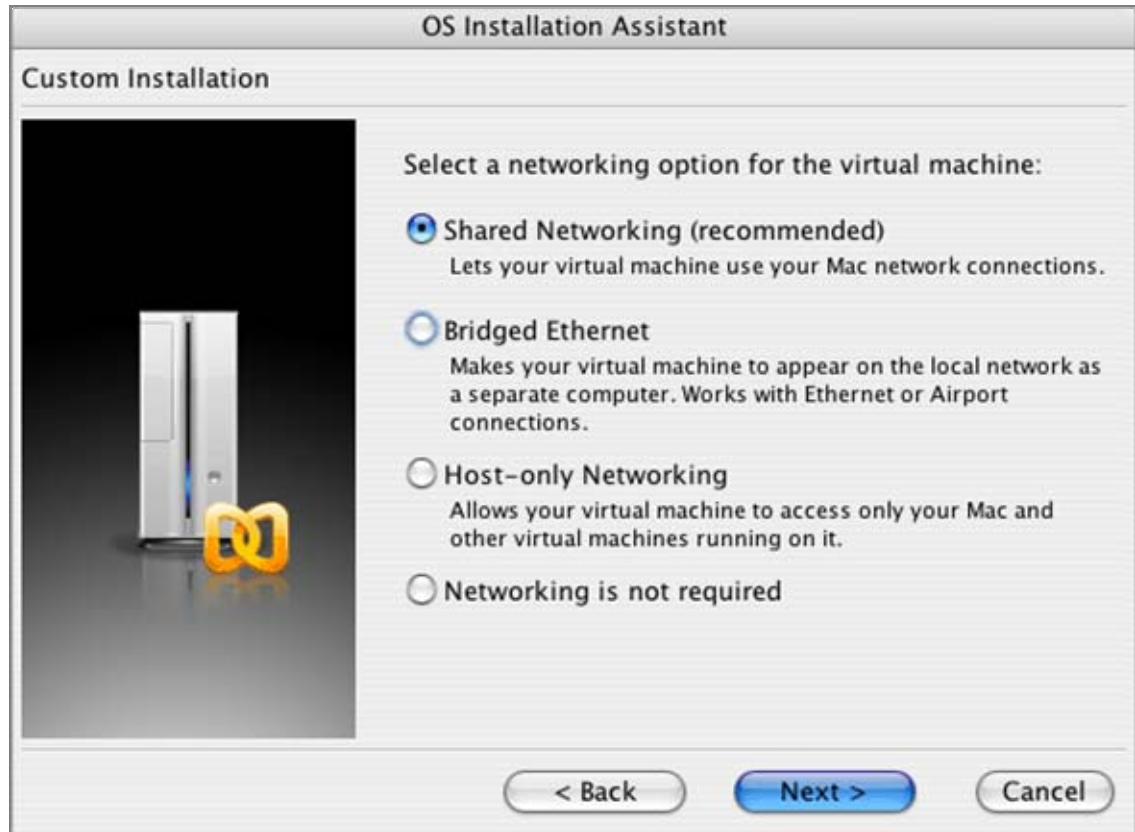 OS Installation Assistant
Custom Installation
Select a networking option for the virtual machine:
Shared Networking (recommended)
Lets your virtual machine use your Mac network connections.
Bridged Ethernet
Makes your virtual machine to appear on the local network as
a separate computer. Works with Ethernet or Airport
connections.
Host-only Networking
Allows your virtual machine to access only your Mac and
other virtual machines running on it.
Networking is not required
< Back
Next >
Cancel